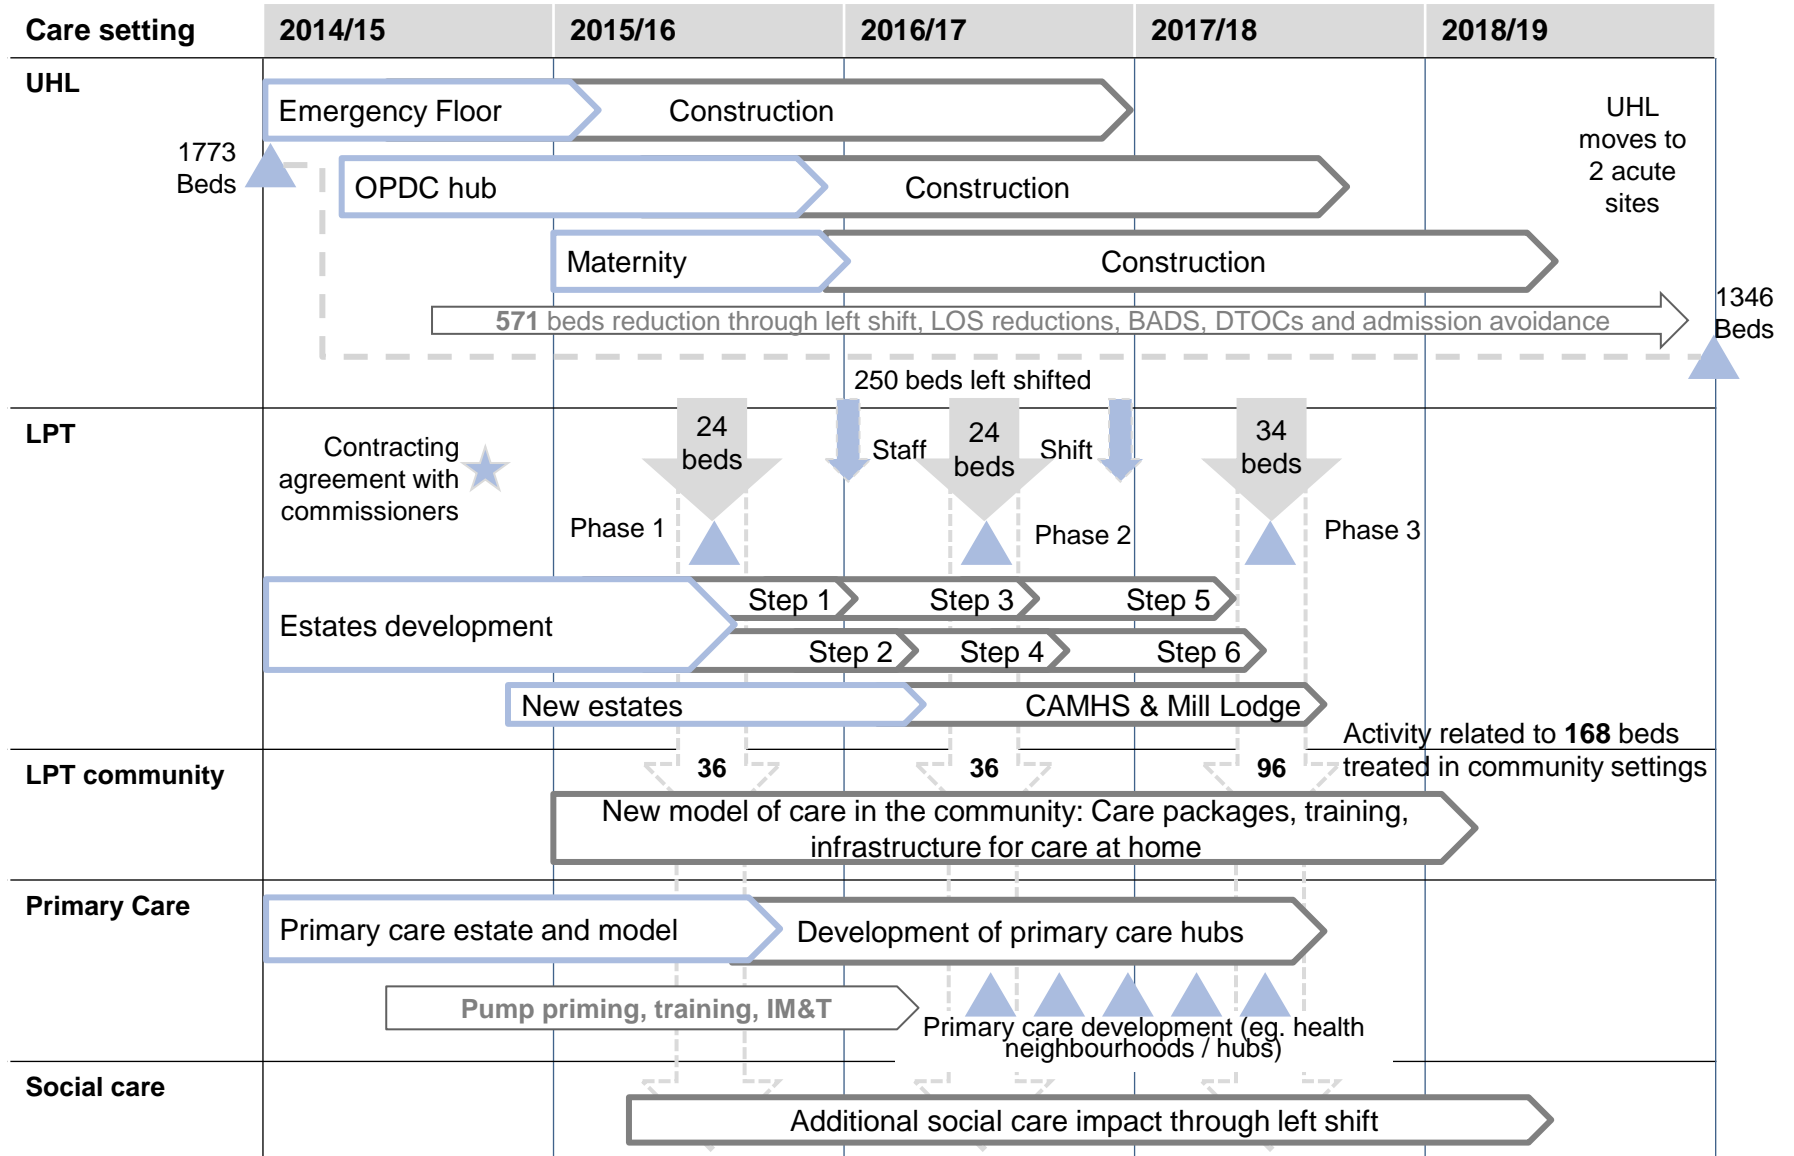 Care setting
2014/15
2015/16
2016/17
2017/18
2018/19
UHL
Emergency Floor
Construction
UHL
moves to
2 acute
sites
1773
Beds
OPDC hub
Construction
Maternity
Construction
571 beds reduction through left shift, LOS reductions, BADS, DTOCs and admission avoidance
1346
Beds
250 beds left shifted
LPT
Contracting
agreement with
commissioners
24
beds
Staff
24
beds
Shift
34
beds
Phase 1
Phase 2
Phase 3
Estates development
Step 1
Step 3
Step 5
Step 2
Step 4
Step 6
New estates
CAMHS & Mill Lodge
Activity related to 168 beds
treated in community settings
LPT community
36
36
96
New model of care in the community: Care packages, training,
infrastructure for care at home
Primary Care
Primary care estate and model
Development of primary care hubs
Pump priming, training, IM&T
Primary care development (eg. health
neighbourhoods / hubs)
Social care
Additional social care impact through left shift